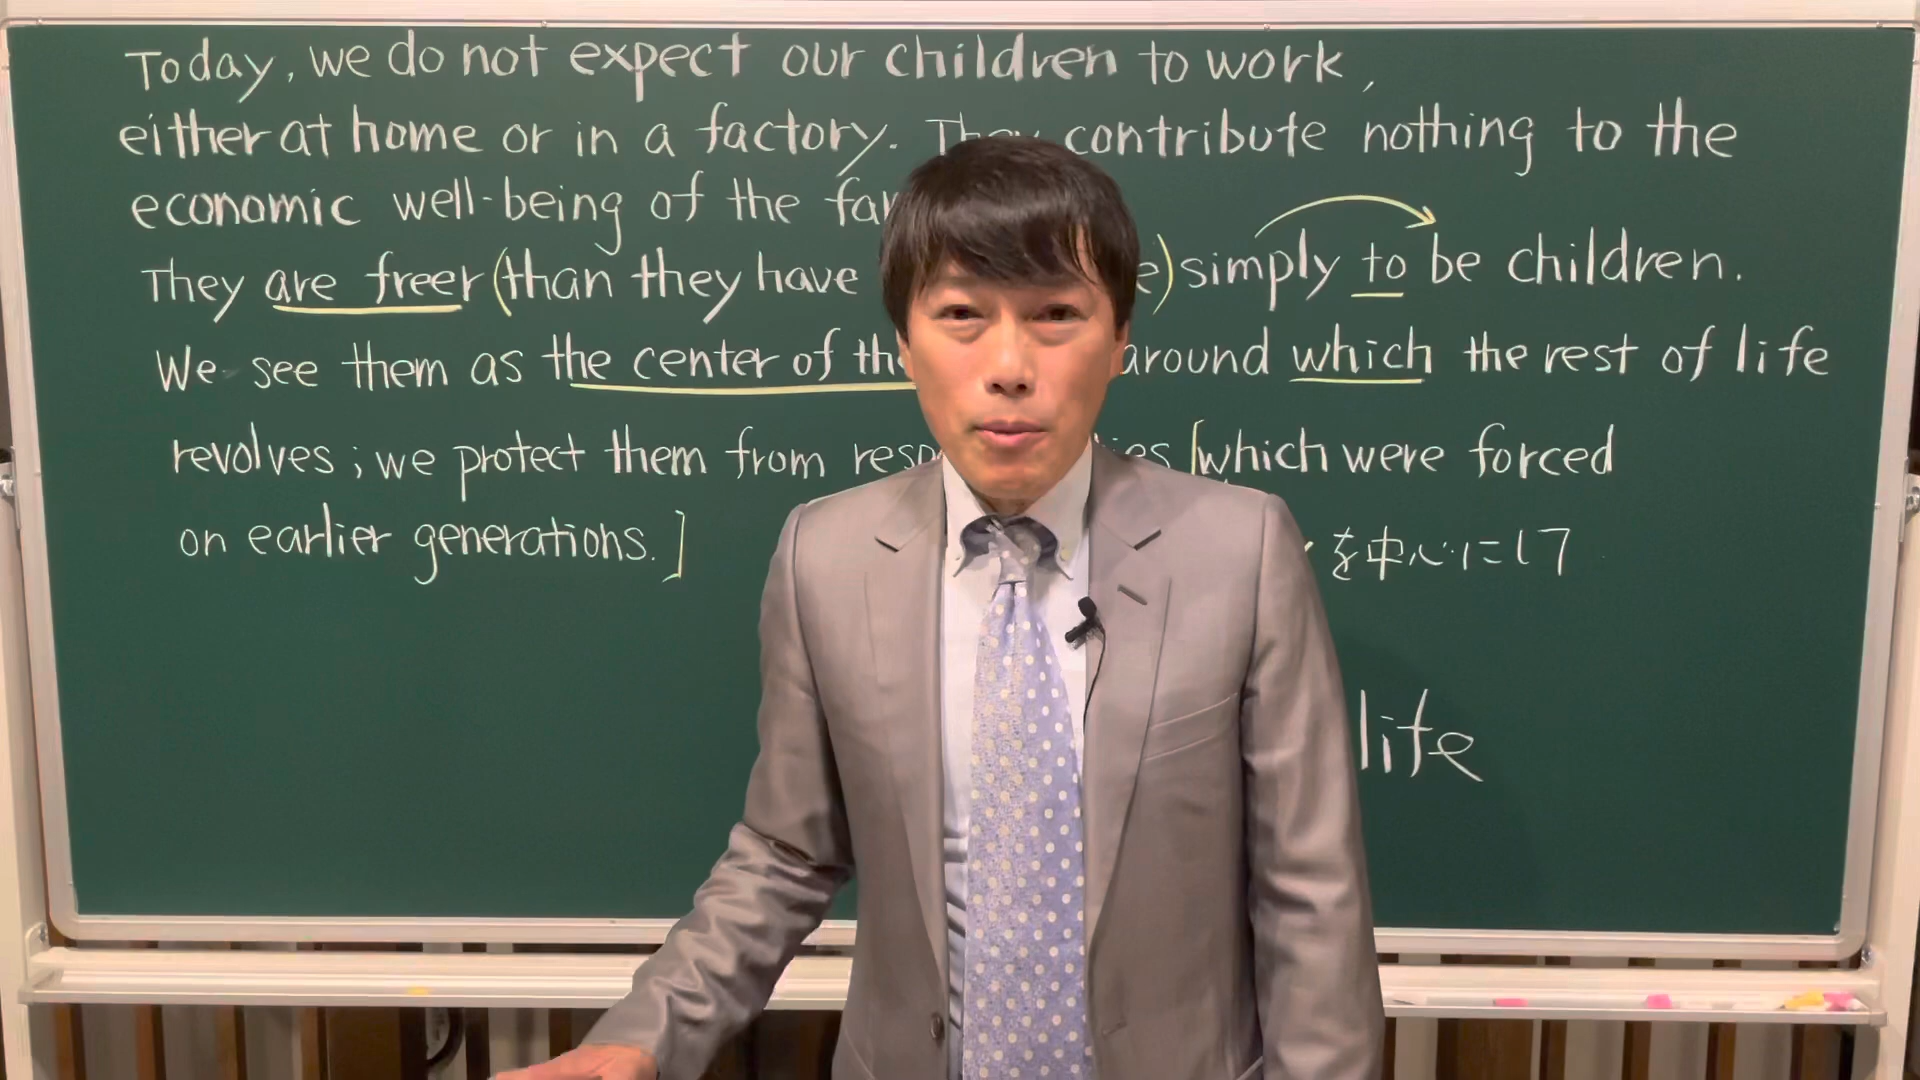 Today, we do not expect our children to work,
either at home or in a factory. They contribute nothing to the
economic well-being of the
They are freer (than they have) simply to be children.
We see them as the center of around which the rest of life
revolves; we protect them from [which were forced
on earlier generations.]
を中心にして
life